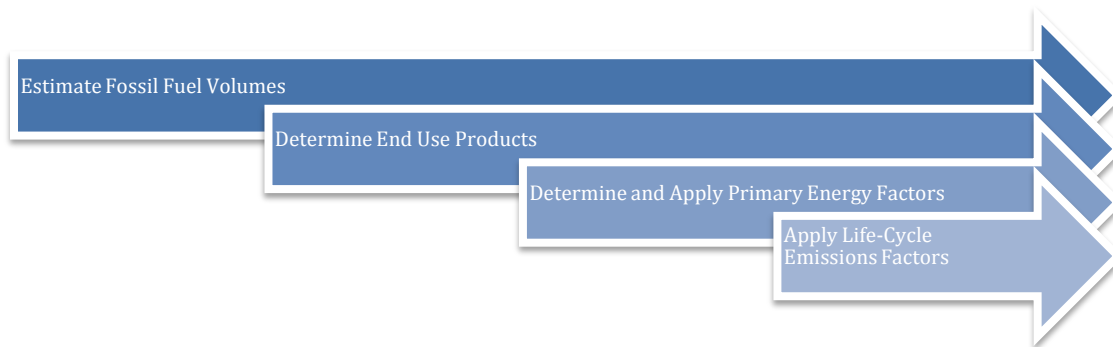 Estimate Fossil Fuel Volumes
Determine End Use Products
Determine and Apply Primary Energy Factors
Apply Life-Cycle
Emissions Factors